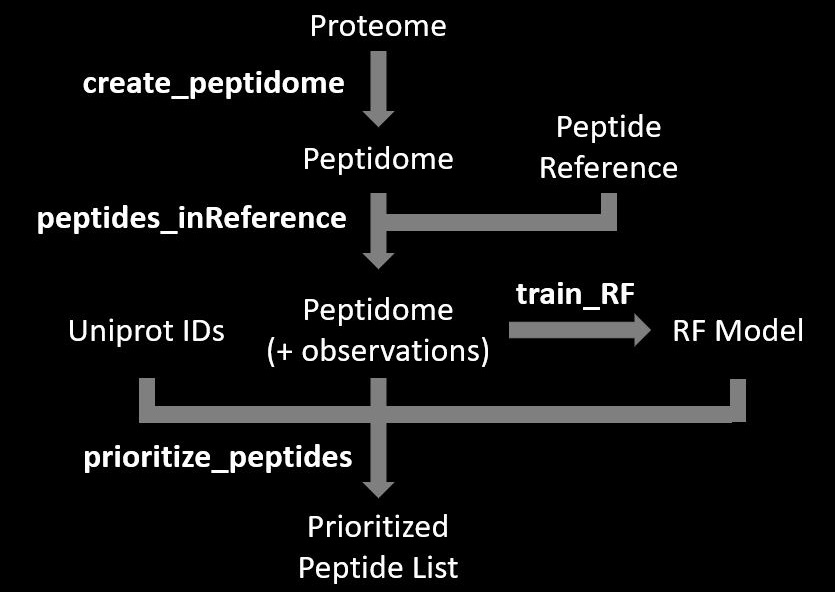 Proteome
create_peptidome
Peptidome
Peptide
Reference
peptides_inReference
Uniprot IDs
Peptidome
(+ observations)
train_RF
RF Model
prioritize_peptides
Prioritized
Peptide List